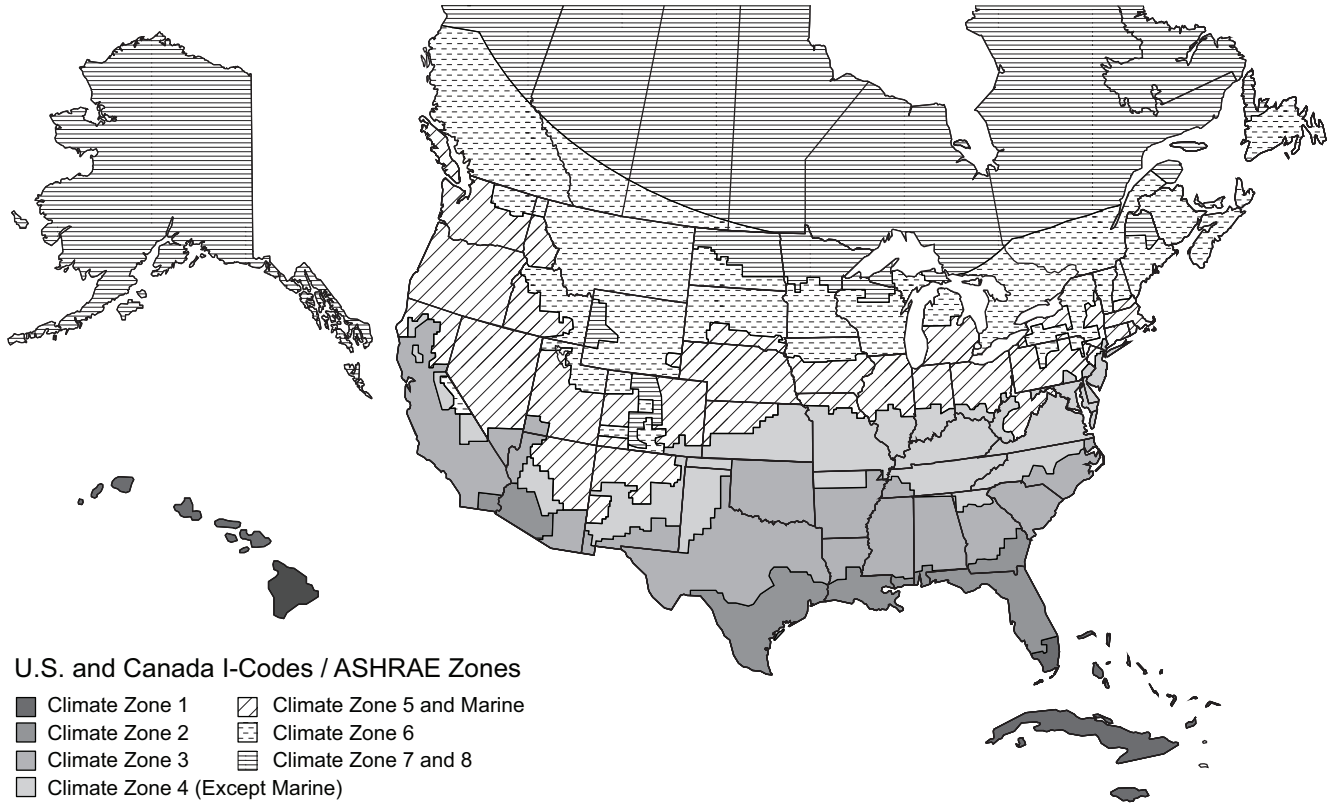 U.S. and Canada I-Codes / ASHRAE Zones
Climate Zone 1
Climate Zone 2
Climate Zone 3
Climate Zone 4 (Except Marine)
Climate Zone 5 and Marine
Climate Zone 6
Climate Zone 7 and 8